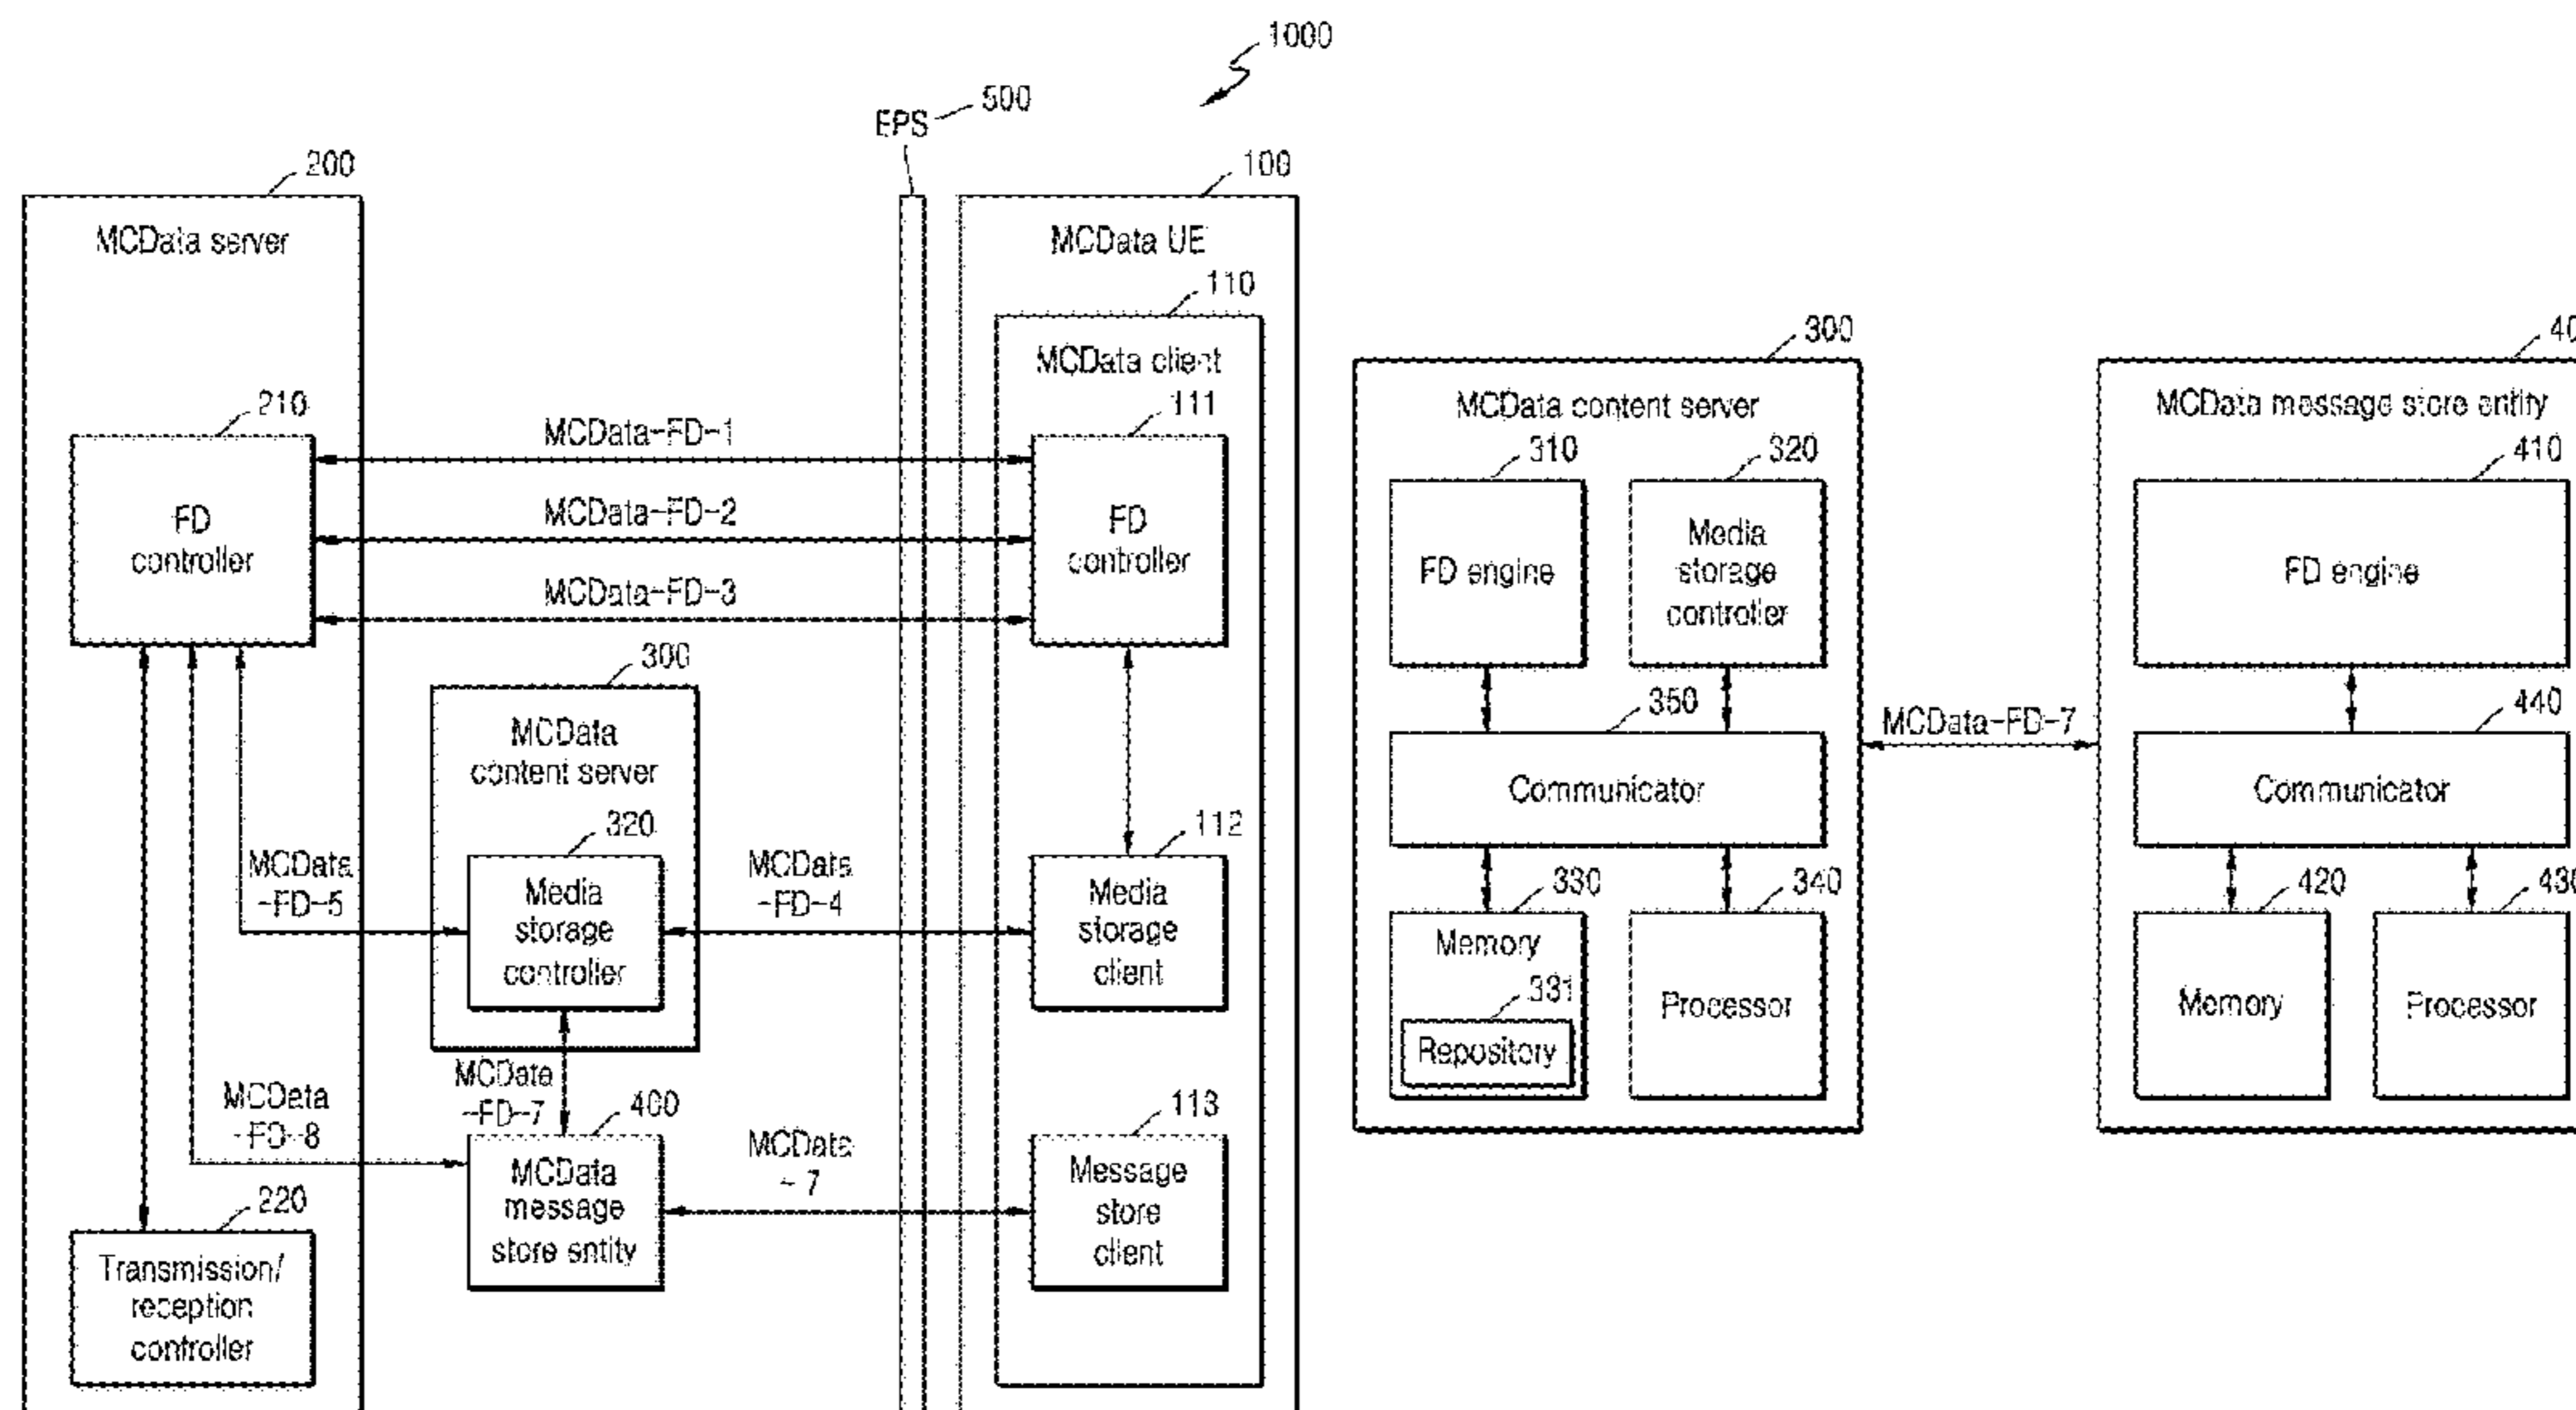 1000
EPS
500
200
MCData server
100
MCData UE
110
MCData client
210
FD
controller
MCData-FD-1
MCData-FD-2
MCData-FD-3
111
FD
controller
300
MCData
content server
320
Media
storage
controller
MCData
-FD-5
MCData
-FD-4
112
Media
storage
client
MCData
-FD-8
MCData
-FD-7
400
MCData
message
store entity
MCData
- 7
113
Message
store
client
220
Transmission/
reception
controller
300
MCData content server
310
FD engine
320
Media
storage
controller
350
Communicator
330
Memory
331
Repository
340
Processor
MCData-FD-7
MCData message store entity
410
FD engine
440
Communicator
420
Memory
Processor